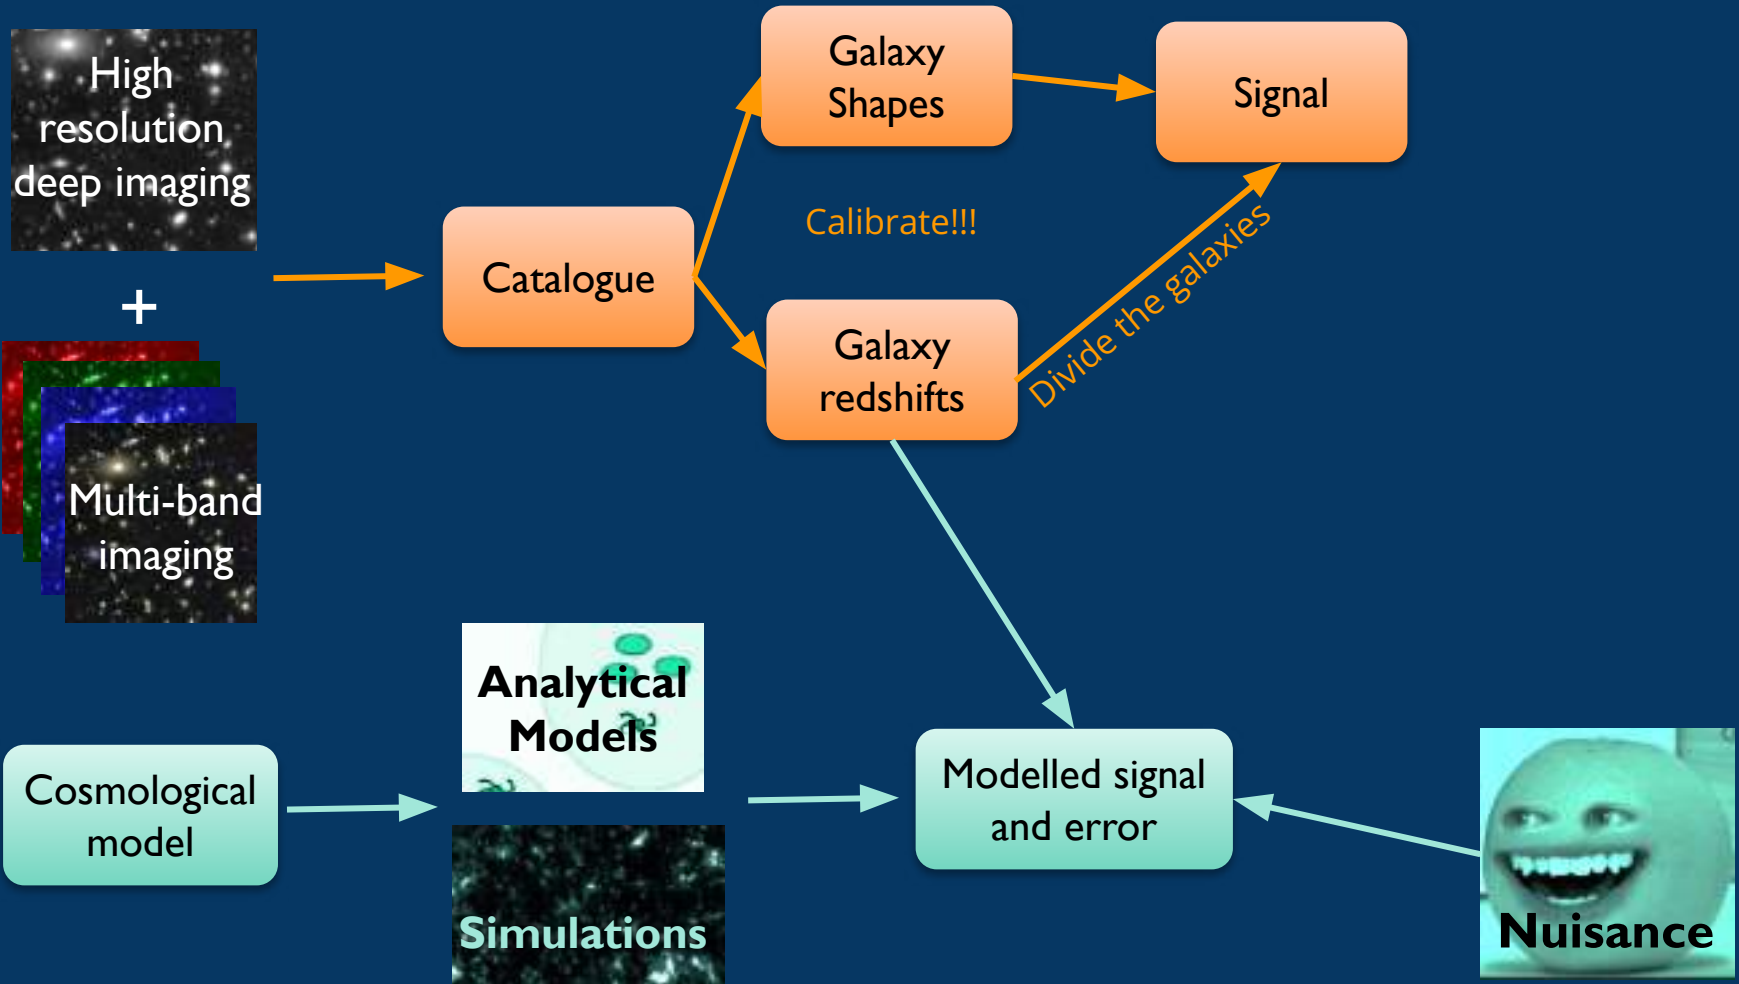 High
resolution
deep imaging
+
Multi-band
imaging
Catalogue
Galaxy
Shapes
Calibrate!!!
Galaxy
redshifts
Signal
Divide the galaxies
Cosmological
model
Analytical
Models
Simulations
Modelled signal
and error
Nuisance